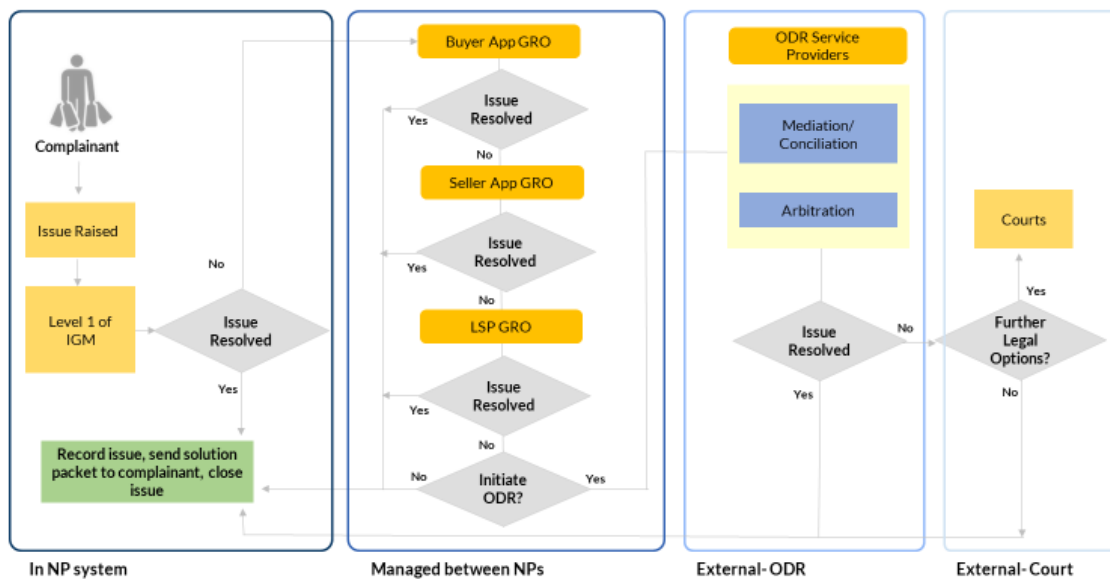 Complainant
Issue Raised
Level 1 of
IGM
No
Issue
Resolved
Yes
Record issue, send solution
packet to complainant, close
issue
In NP system
Buyer App GRO
Issue
Resolved
Yes
No
Seller App GRO
Issue
Resolved
Yes
No
LSP GRO
Issue
Resolved
Yes
No
Initiate
ODR?
No
Yes
Managed between NPs
ODR Service
Providers
Mediation/
Conciliation
Arbitration
Issue
Resolved
No
Yes
External-ODR
Courts
Yes
Further
Legal
Options?
No
External-Court